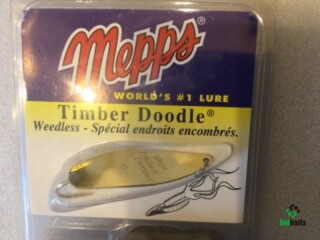 Mepps®
WORLD'S #1 LURE
Timber Doodle®
Weedless - Spécial endroits encombrés.